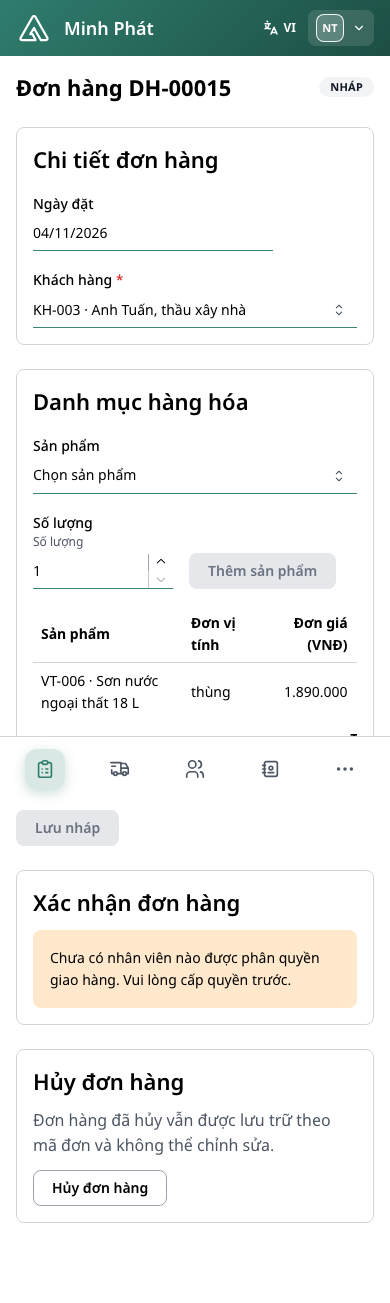 Minh Phát
VI
NT
Đơn hàng DH-00015
NHÁP
Chi tiết đơn hàng
Ngày đặt
04/11/2026
Khách hàng *
KH-003 · Anh Tuấn, thầu xây nhà
Danh mục hàng hóa
Sản phẩm
Chọn sản phẩm
Số lượng
Số lượng
1
Thêm sản phẩm
Sản phẩm
Đơn vị tính
Đơn giá (VNĐ)
VT-006 · Sơn nước
ngoại thất 18 L
thùng
1.890.000
Lưu nháp
Xác nhận đơn hàng
Chưa có nhân viên nào được phân quyền
giao hàng. Vui lòng cấp quyền trước.
Hủy đơn hàng
Đơn hàng đã hủy vẫn được lưu trữ theo
mã đơn và không thể chỉnh sửa.
Hủy đơn hàng